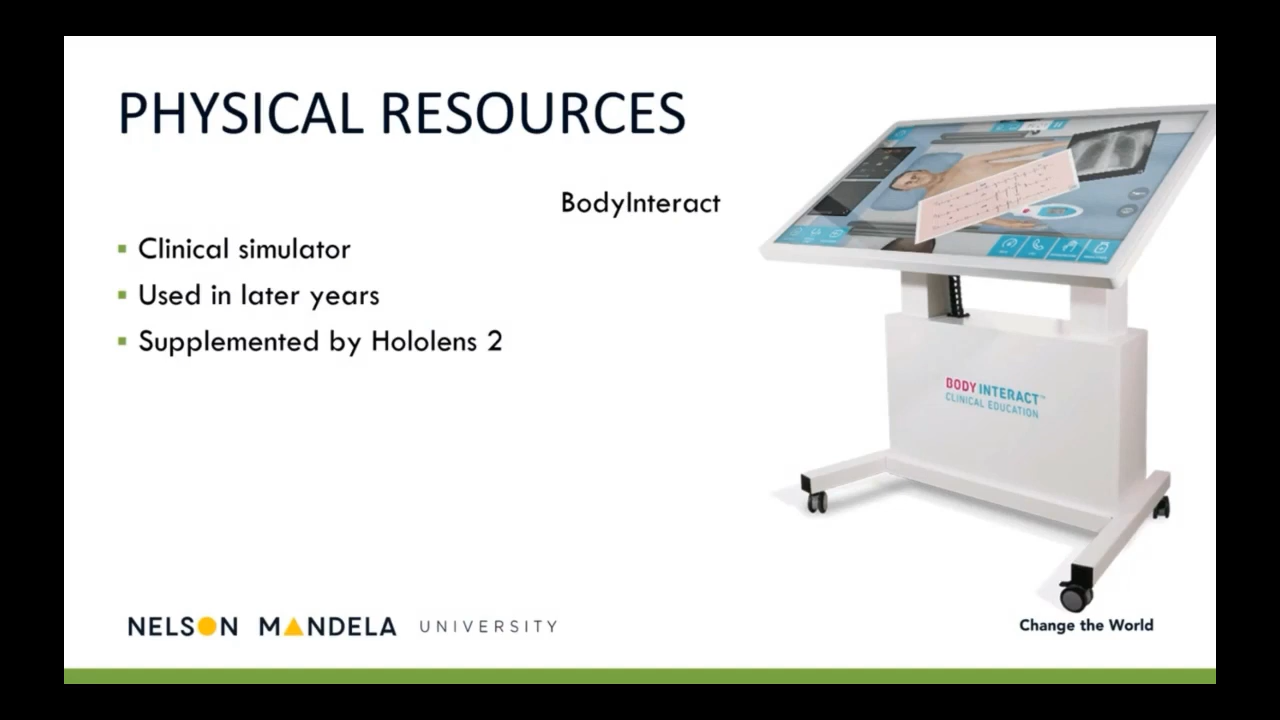 PHYSICAL RESOURCES
BodyInteract
▪ Clinical simulator
▪ Used in later years
▪ Supplemented by Hololens 2
BODY INTERACT™
CLINICAL EDUCATION
NELSON MANDELA UNIVERSITY
Change the World